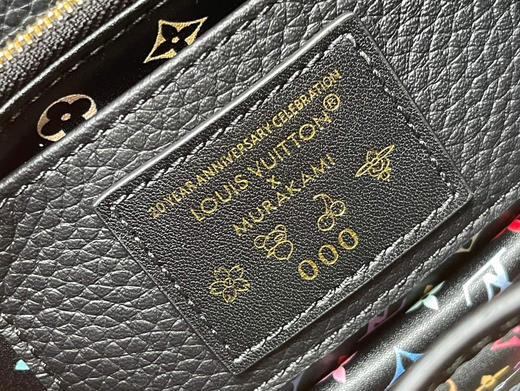 20 YEAR ANNIVERSARY CELEBRATION
LOUIS VUITTON®
X
MURAKAMI
000